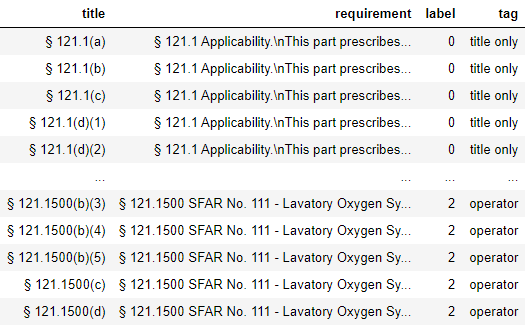 title requirement label tag
§ 121.1(a) § 121.1 Applicability.\nThis part prescribes... 0 title only
§ 121.1(b) § 121.1 Applicability.\nThis part prescribes... 0 title only
§ 121.1(c) § 121.1 Applicability.\nThis part prescribes... 0 title only
§ 121.1(d)(1) § 121.1 Applicability.\nThis part prescribes... 0 title only
§ 121.1(d)(2) § 121.1 Applicability.\nThis part prescribes... 0 title only
... ... ... ...
§ 121.1500(b)(3) § 121.1500 SFAR No. 111 - Lavatory Oxygen Sy... 2 operator
§ 121.1500(b)(4) § 121.1500 SFAR No. 111 - Lavatory Oxygen Sy... 2 operator
§ 121.1500(b)(5) § 121.1500 SFAR No. 111 - Lavatory Oxygen Sy... 2 operator
§ 121.1500(c) § 121.1500 SFAR No. 111 - Lavatory Oxygen Sy... 2 operator
§ 121.1500(d) § 121.1500 SFAR No. 111 - Lavatory Oxygen Sy... 2 operator